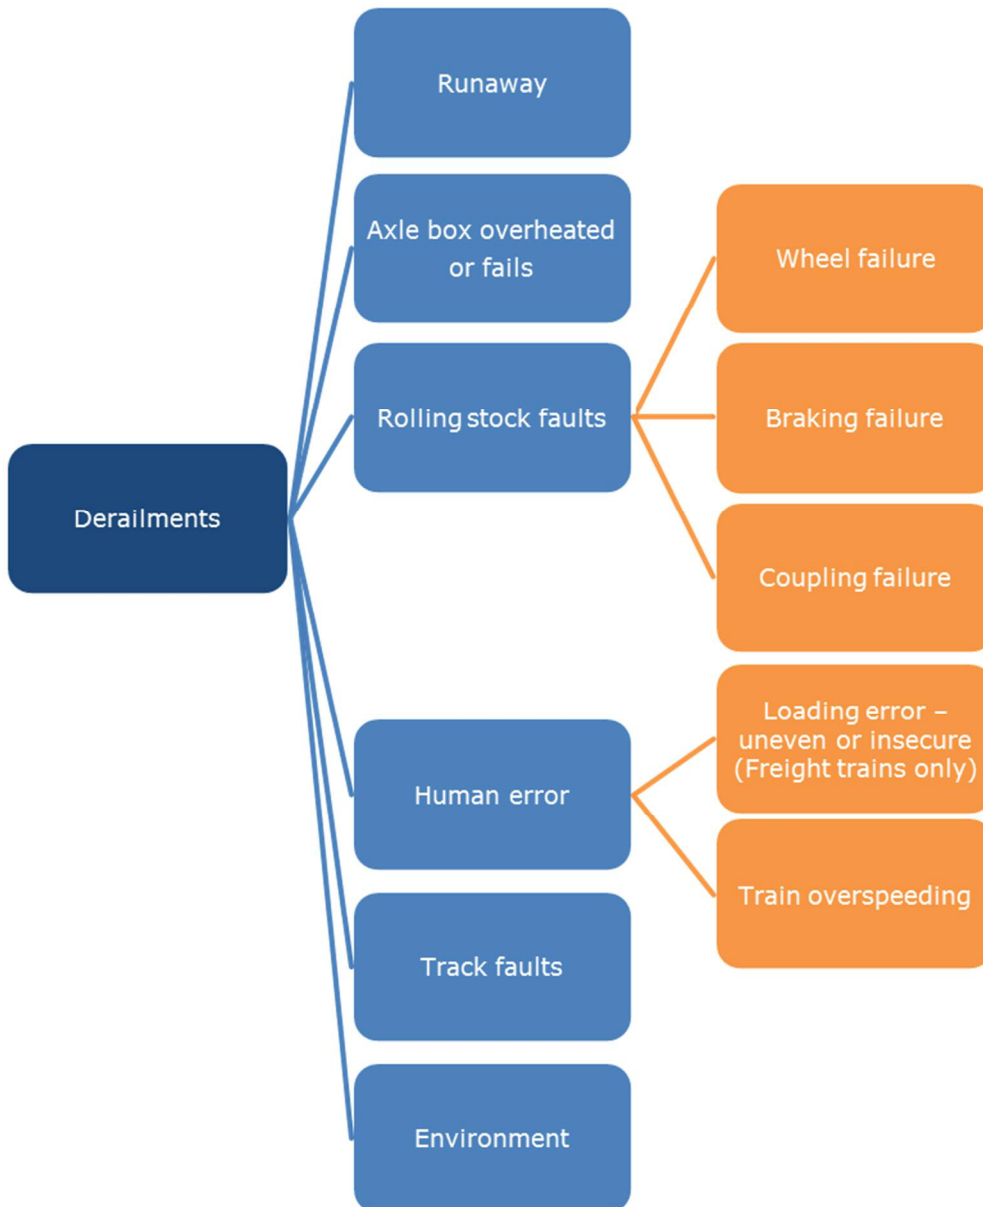 Runaway
Axle box overheated
or fails
Wheel failure
Rolling stock faults
Braking failure
Derailments
Coupling failure
Loading error –
uneven or insecure
(Freight trains only)
Human error
Train overspeeding
Track faults
Environment